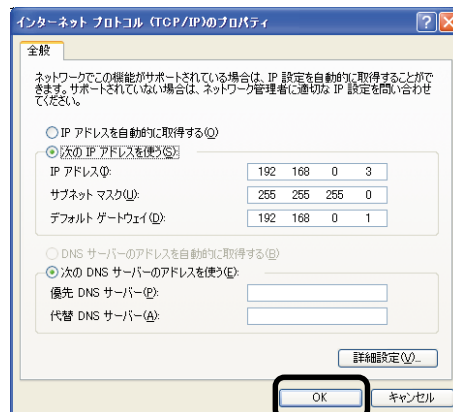 インターネット プロトコル (TCP/IP)のプロパティ
全般
ネットワークでこの機能がサポートされている場合は、IP 設定を自動的に取得することがで
きます。サポートされていない場合は、ネットワーク管理者に適切な IP 設定を問い合わせ
てください。
IP アドレスを自動的に取得する(O)
次の IP アドレスを使う(S):
IP アドレス(I): 192 168 0 3
サブネット マスク(U): 255 255 255 0
デフォルト ゲートウェイ(D): 192 168 0 1
DNS サーバーのアドレスを自動的に取得する(B)
次の DNS サーバーのアドレスを使う(E):
優先 DNS サーバー(P):
代替 DNS サーバー(A):
詳細設定(V)...
OK キャンセル